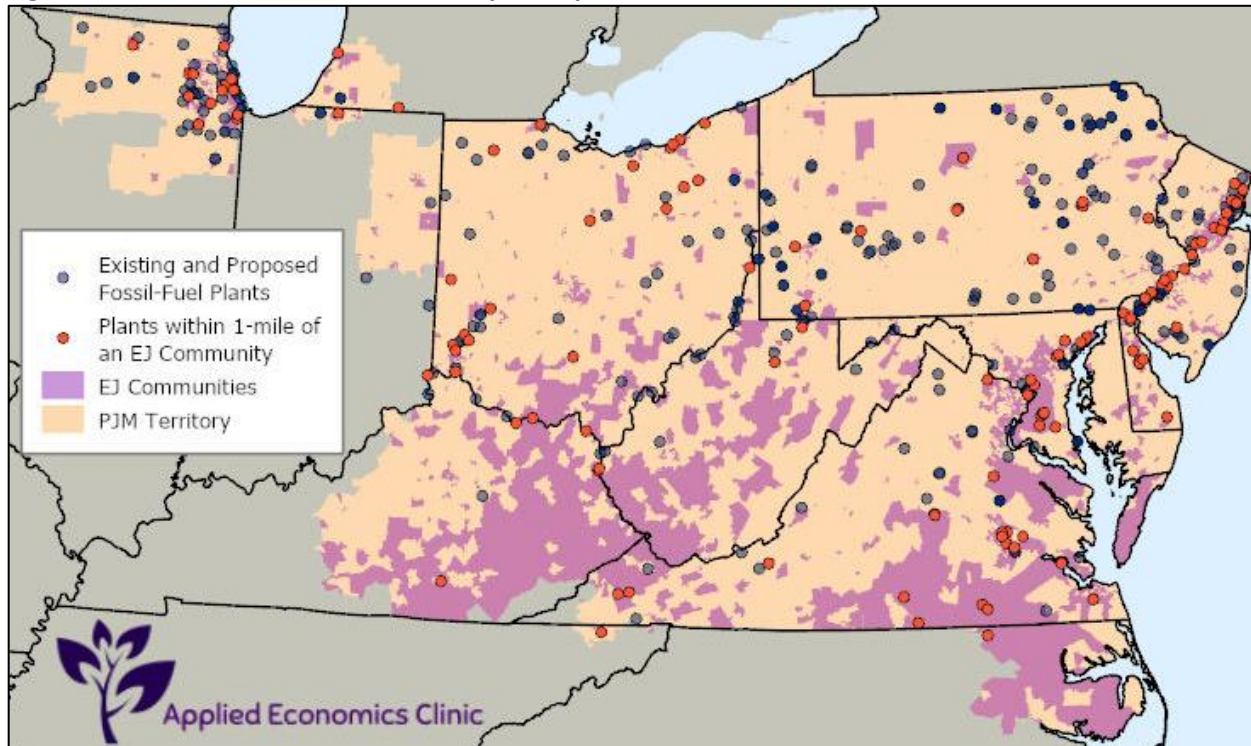 Existing and Proposed
Fossil-Fuel Plants
Plants within 1-mile of
an EJ Community
EJ Communities
PJM Territory
Applied Economics Clinic